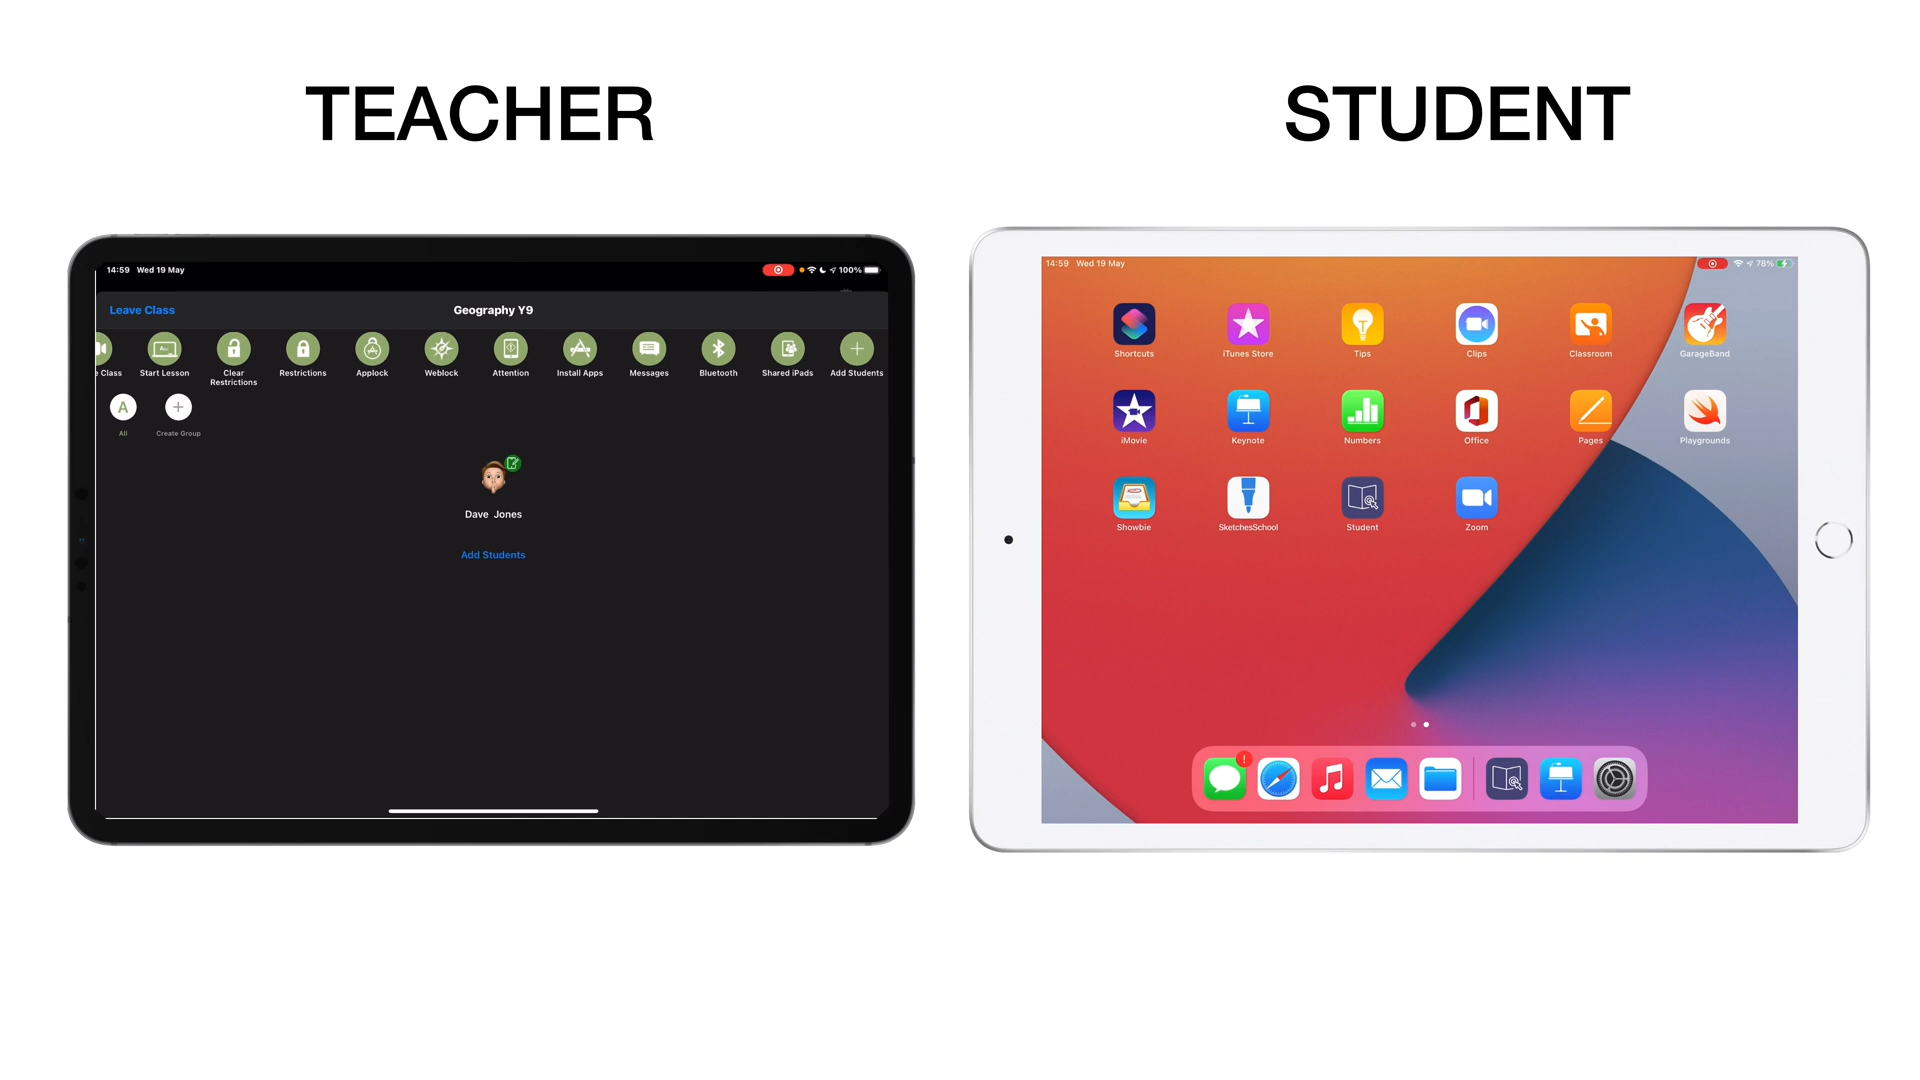 TEACHER
STUDENT
14:59 Wed 19 May
100%
Leave Class
Geography Y9
Class
Start Lesson
Clear
Restrictions
Restrictions
Applock
Weblock
Attention
Install Apps
Messages
Bluetooth
Shared iPads
Add Students
A
All
Create Group
Dave Jones
Add Students
14:59 Wed 19 May
78%
Shortcuts
iTunes Store
Tips
Clips
Classroom
GarageBand
iMovie
Keynote
Numbers
Office
Pages
Playgrounds
Showbie
SketchesSchool
Student
Zoom